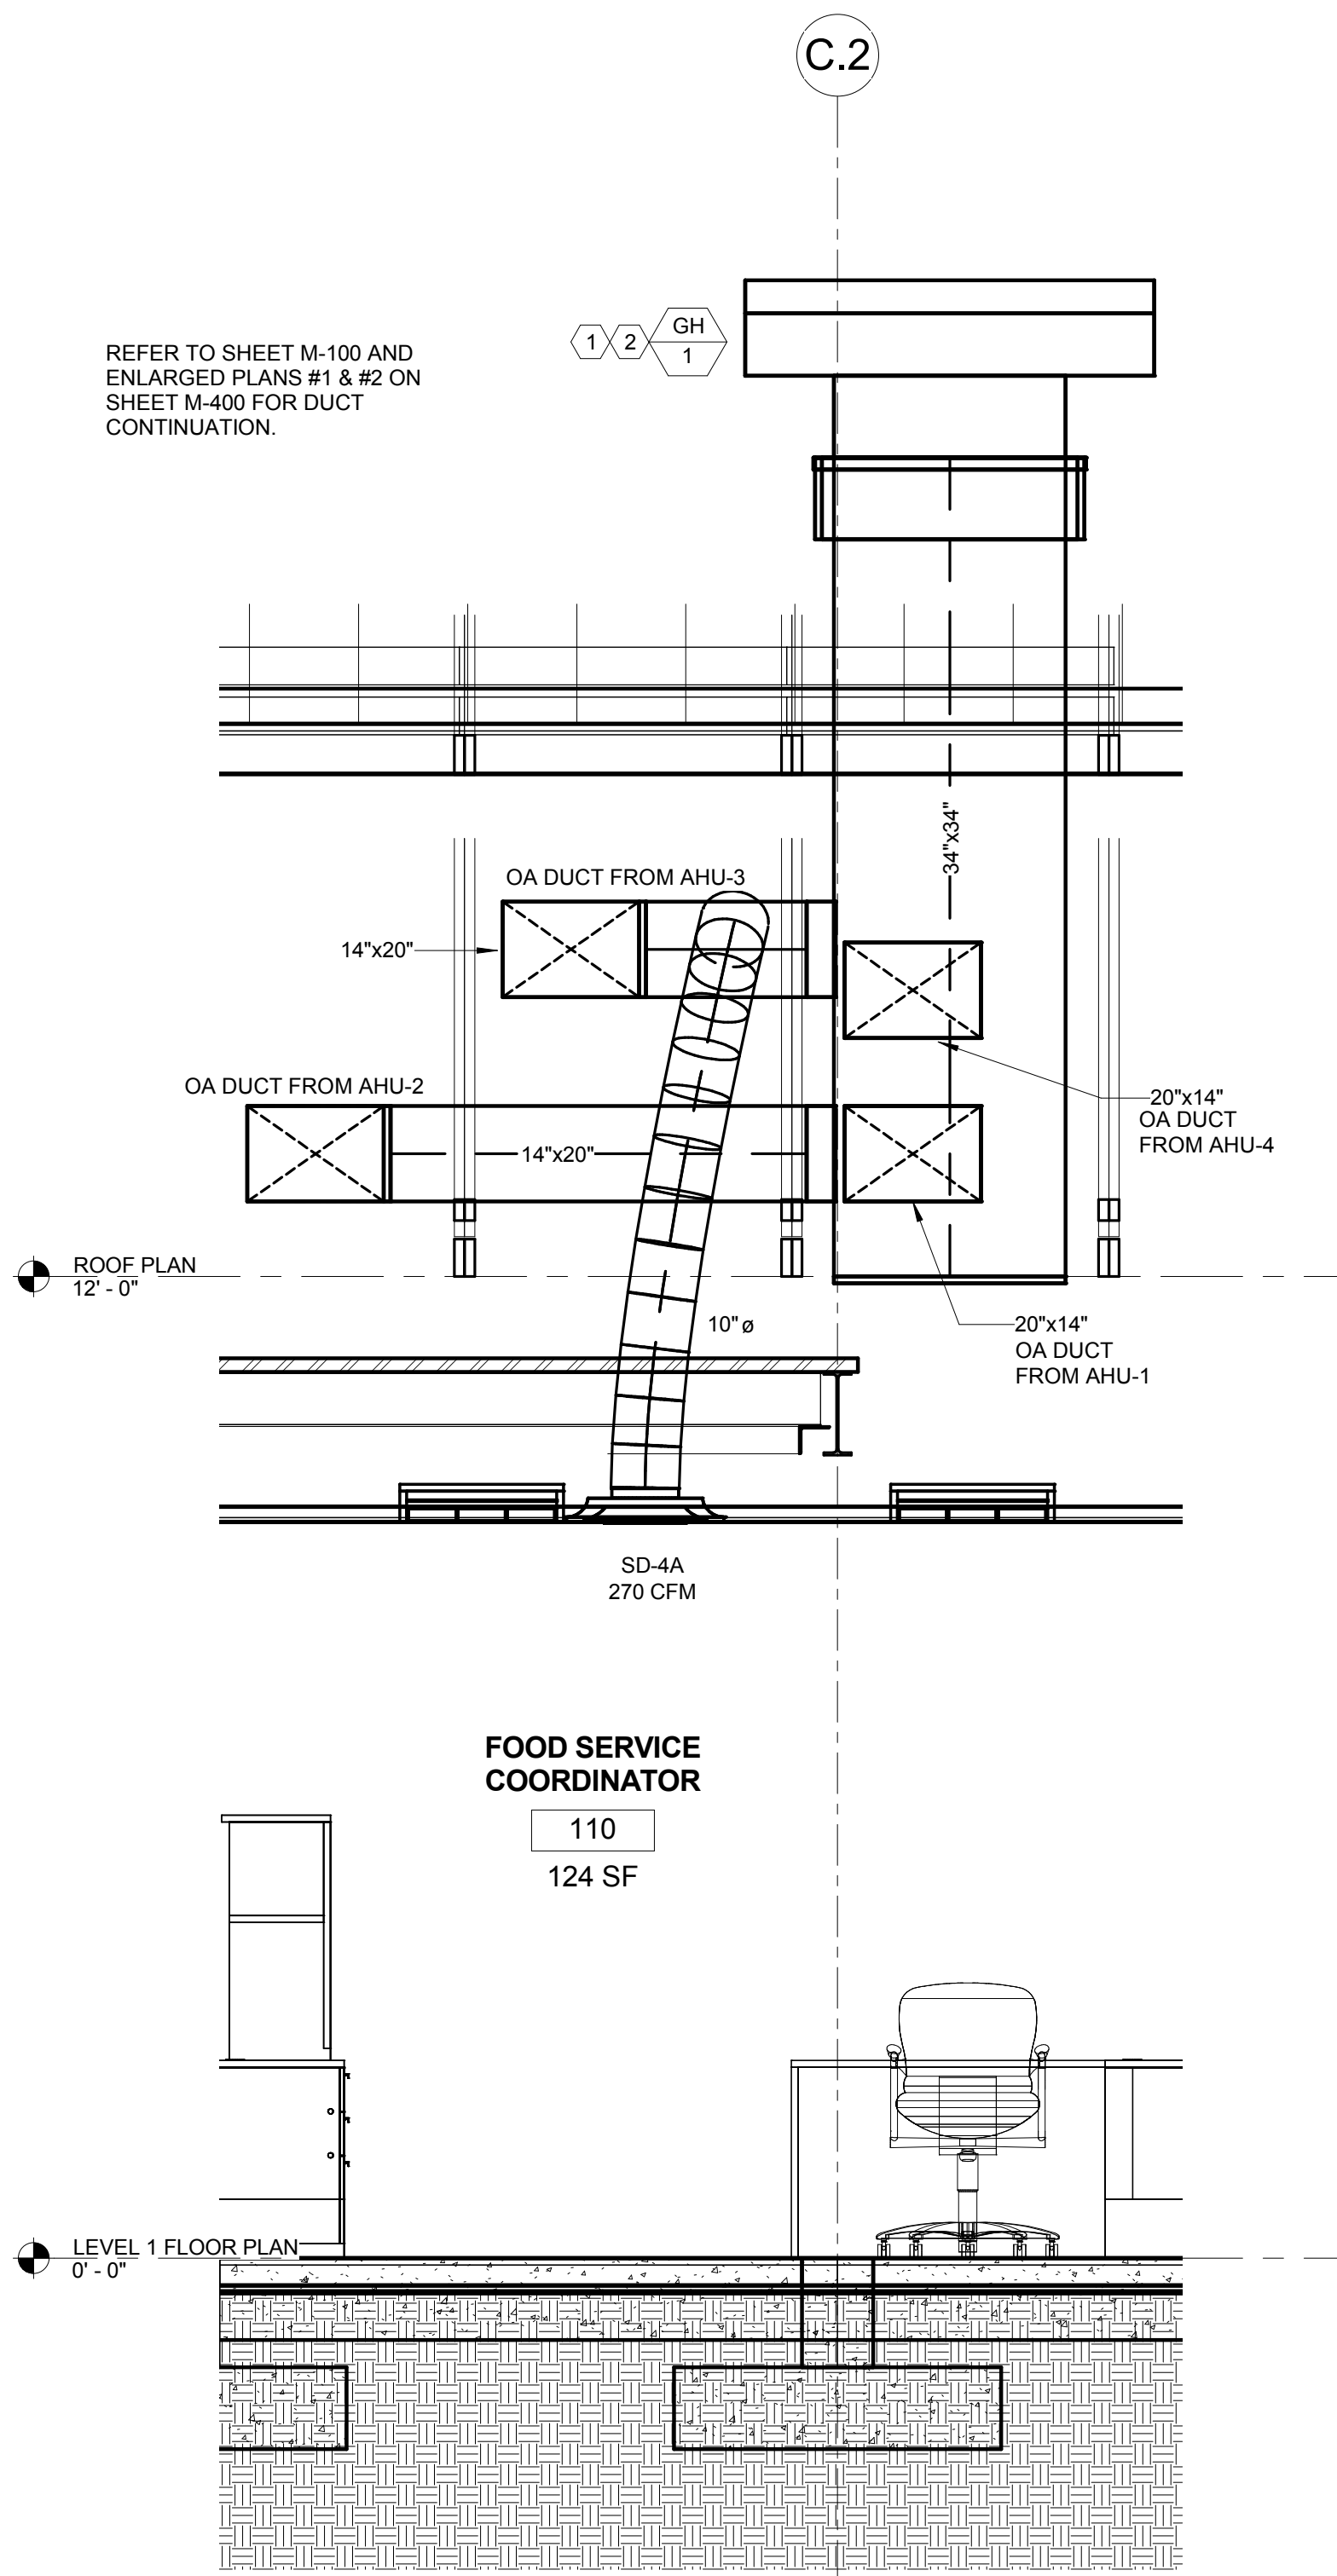 C.2
REFER TO SHEET M-100 AND
ENLARGED PLANS #1 & #2 ON
SHEET M-400 FOR DUCT
CONTINUATION.
1
2
GH
1
34"x34"
OA DUCT FROM AHU-3
14"x20"
OA DUCT FROM AHU-2
14"x20"
20"x14"
OA DUCT
FROM AHU-4
ROOF PLAN
12' - 0"
10"ø
20"x14"
OA DUCT
FROM AHU-1
SD-4A
270 CFM
FOOD SERVICE
COORDINATOR
110
124 SF
LEVEL 1 FLOOR PLAN
0' - 0"